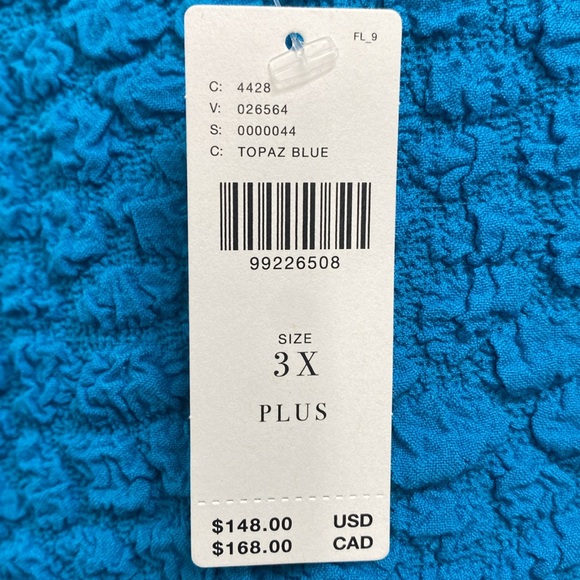 FL_9
C: 4428
V: 026564
S: 0000044
C: TOPAZ BLUE
99226508
SIZE
3X
PLUS
$148.00 USD
$168.00 CAD